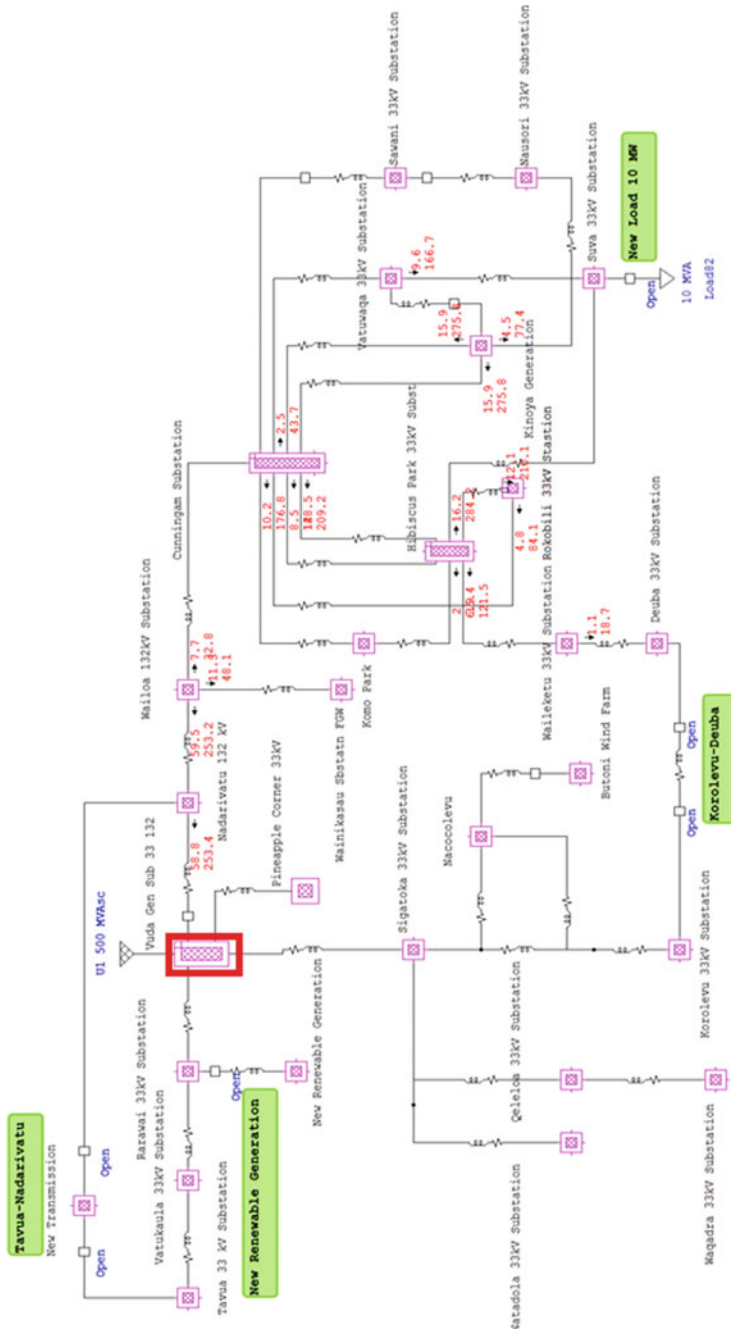 Tavua-Nadarivatu
New Transmission
Open
Open
Rarawai 33kV Substation
Vatukaula 33kV Substation
Tavua 33 kV Substation
Open
New Renewable Generation
New Renewable Generation
U1 500 MVAsc
Vuda Gen Sub 33 132
58.8
253.4
Nadarivatu 132 kV
59.5
253.2
Pineapple Corner 33kV
Wailoa 132kV Substation
7.7
32.8
48.1
Wainikasau Sbstatn FGW
Cunningam Substation
10.2
176.8
8.5
209.2
2.5
43.7
Komo Park
Hibiscus Park 33kV Subst
16.2
2
121.5
Vatuwaqa 33kV Substation
9.6
166.7
15.9
4.5
77.4
15.9
275.8
Kinoya Generation
Rokobili 33kV Stastion
4.8
84.1
Sawani 33kV Substation
Nausori 33kV Substation
Suva 33kV Substation
Open
New Load 10 MW
10 MVA
Load82
Waileketu 33kV Substation
1.1
18.7
Deuba 33kV Substation
Open
Open
Korolevu-Deuba
Sigatoka 33kV Substation
Nacocolevu
Butoni Wind Farm
Korolevu 33kV Substation
Qeleloa 33kV Substation
Natadola 33kV Substation
Waqadra 33kV Substation